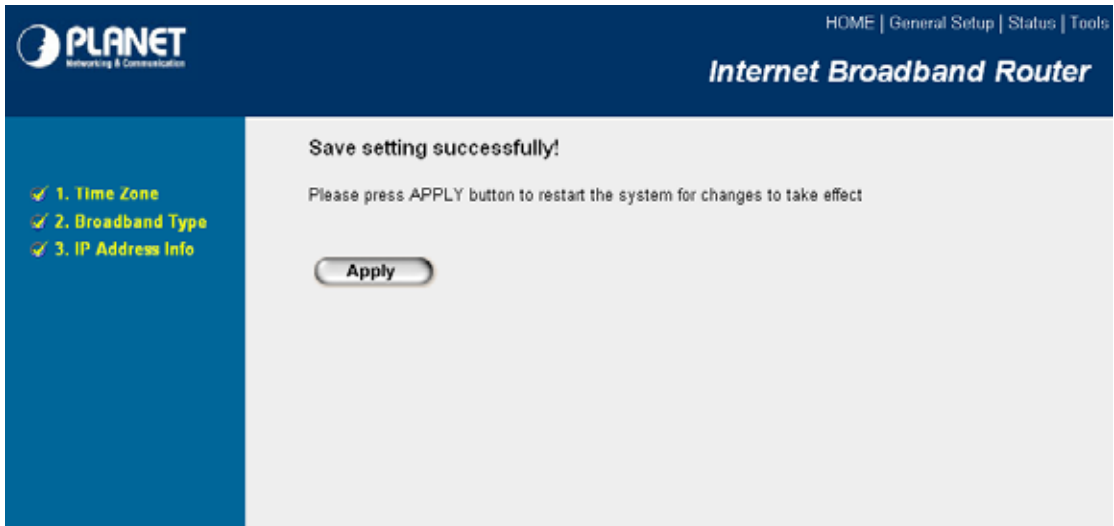 PLANET
Networking & Communication
HOME | General Setup | Status | Tools
Internet Broadband Router
1. Time Zone
2. Broadband Type
3. IP Address Info
Save setting successfully!
Please press APPLY button to restart the system for changes to take effect
Apply